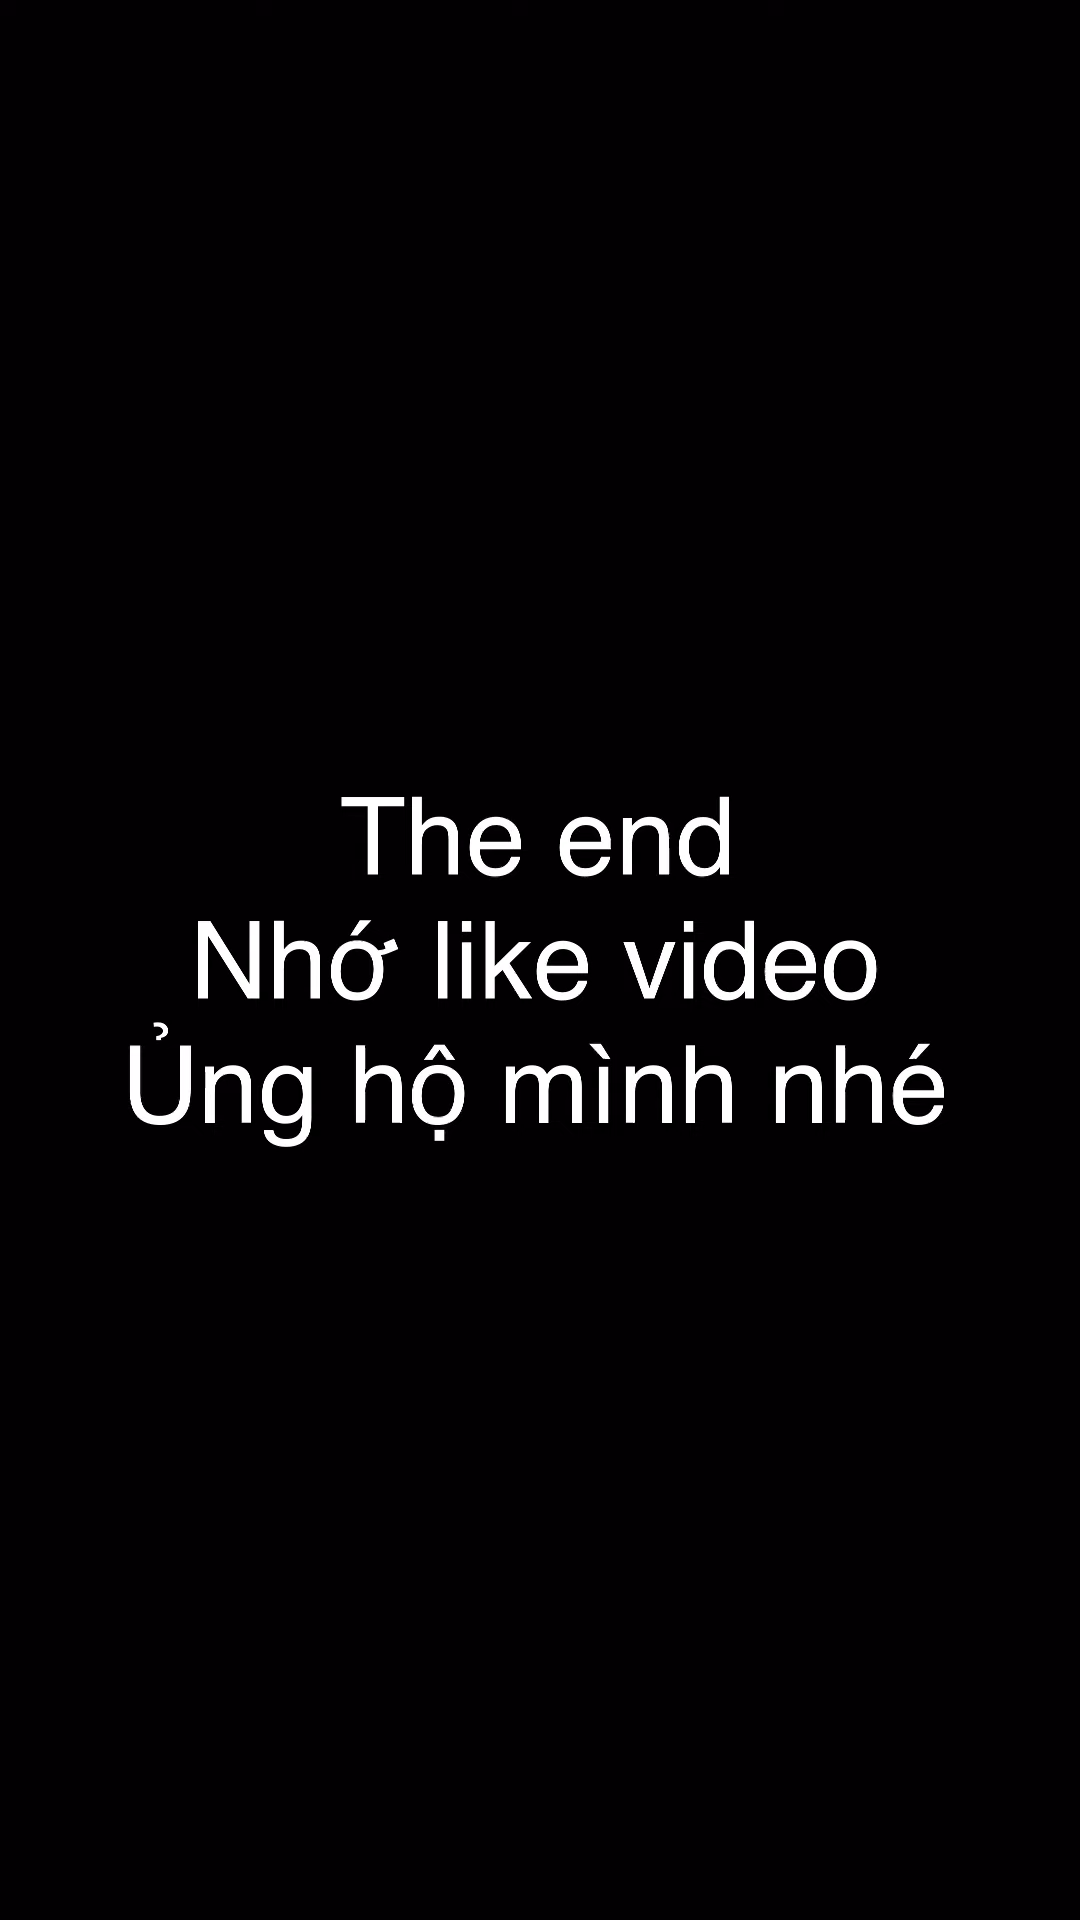 The end
Nhớ like video
Ủng hộ mình nhé